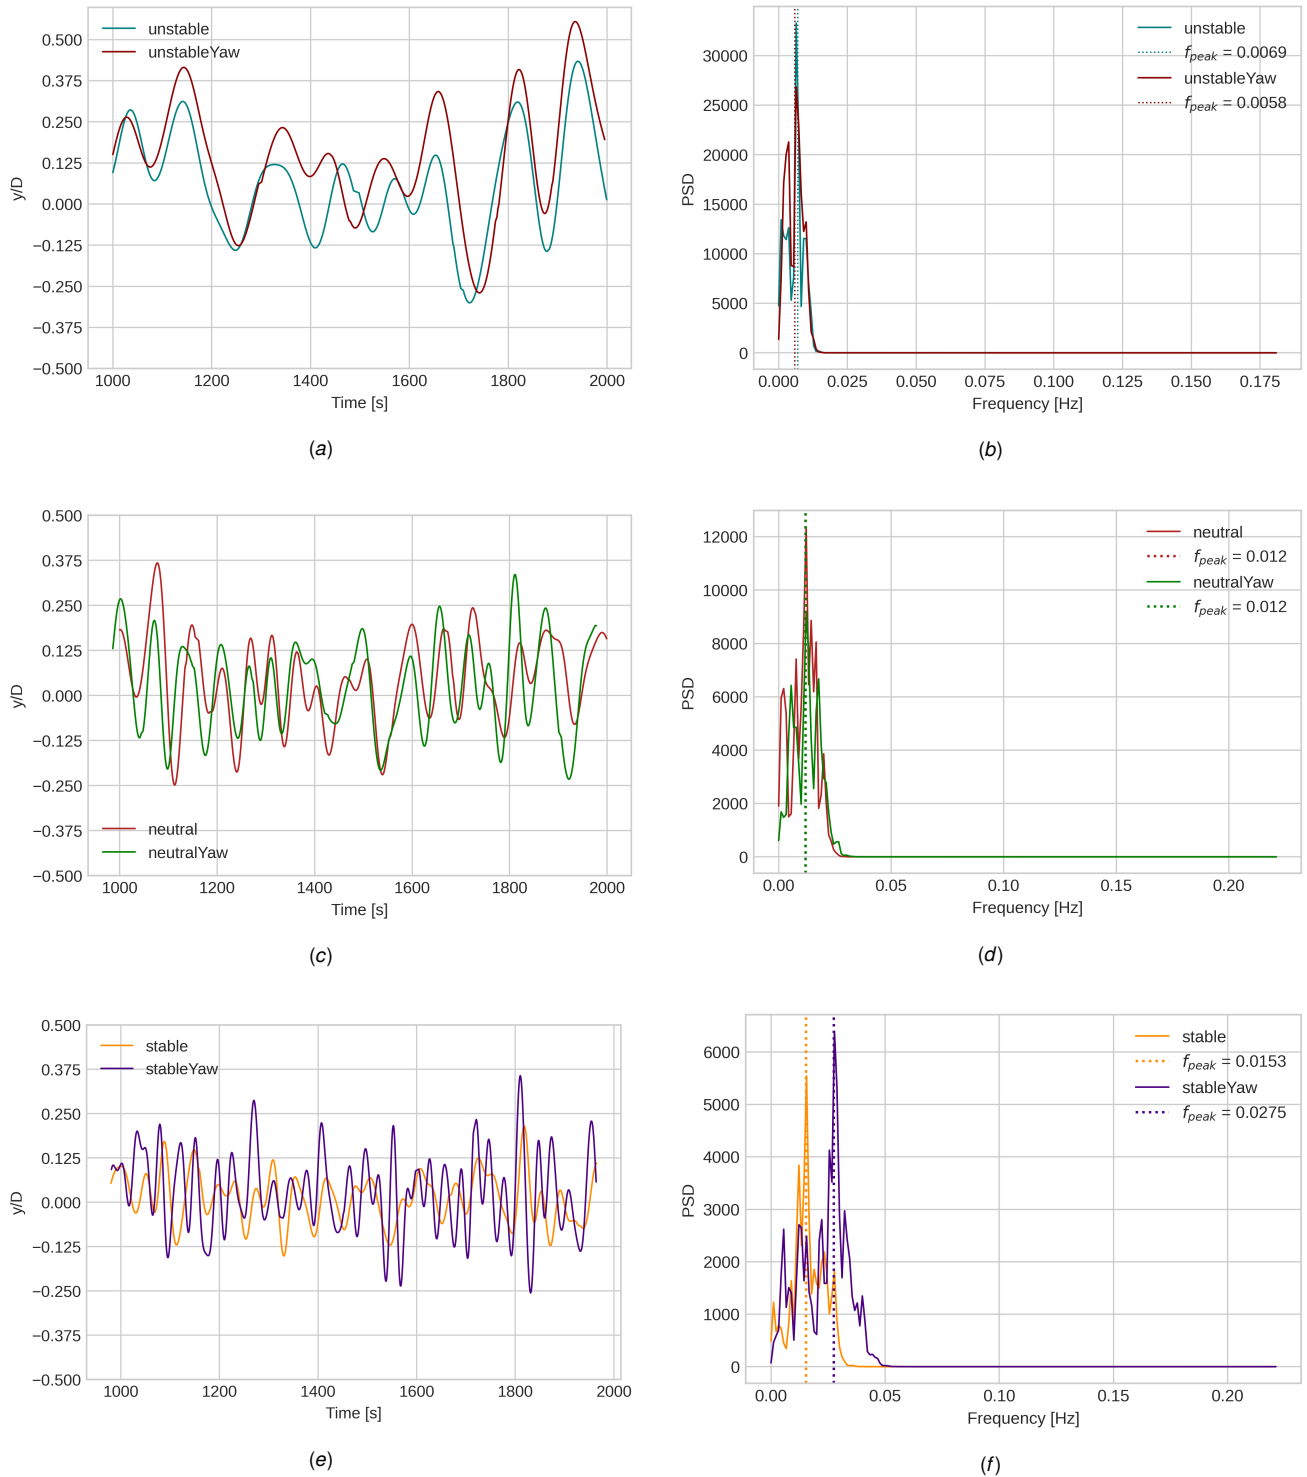 0.500
0.375
0.250
0.125
0.000
−0.125
−0.250
−0.375
−0.500
y/D
unstable
unstableYaw
1000 1200 1400 1600 1800 2000
Time [s]
(a)
30000
25000
20000
15000
10000
5000
0
PSD
unstable
f_peak = 0.0069
unstableYaw
f_peak = 0.0058
0.000 0.025 0.050 0.075 0.100 0.125 0.150 0.175
Frequency [Hz]
(b)
0.500
0.375
0.250
0.125
0.000
−0.125
−0.250
−0.375
−0.500
y/D
neutral
neutralYaw
1000 1200 1400 1600 1800 2000
Time [s]
(c)
12000
10000
8000
6000
4000
2000
0
PSD
neutral
f_peak = 0.012
neutralYaw
f_peak = 0.012
0.00 0.05 0.10 0.15 0.20
Frequency [Hz]
(d)
0.500
0.375
0.250
0.125
0.000
−0.125
−0.250
−0.375
−0.500
y/D
stable
stableYaw
1000 1200 1400 1600 1800 2000
Time [s]
(e)
6000
5000
4000
3000
2000
1000
0
PSD
stable
f_peak = 0.0153
stableYaw
f_peak = 0.0275
0.00 0.05 0.10 0.15 0.20
Frequency [Hz]
(f)